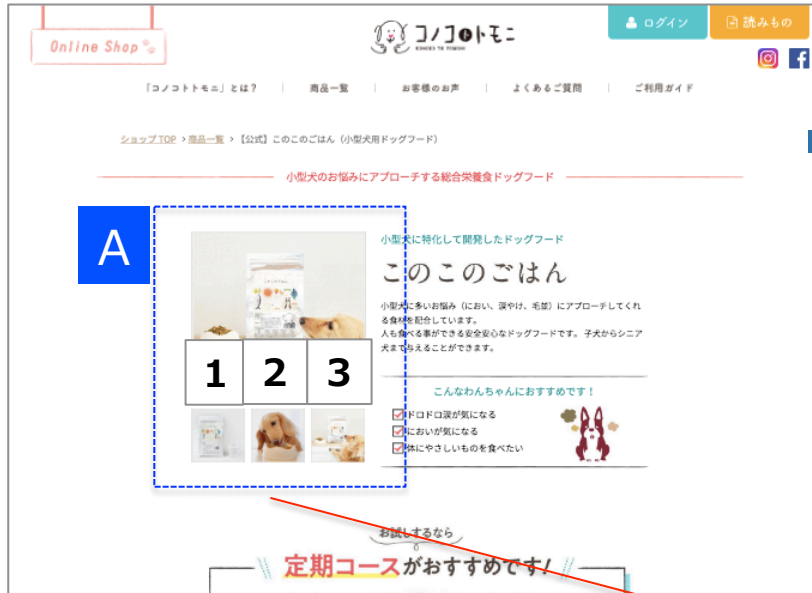 Online Shop
コノコトトモニ
KONOKO TO TOMONI
ログイン
読みもの
「コノコトトモニ」とは?
商品一覧
お客様のお声
よくあるご質問
ご利用ガイド
ショップTOP > 商品一覧 > 【公式】このこのごはん(小型犬用ドッグフード)
小型犬のお悩みにアプローチする総合栄養食ドッグフード
A
小型犬に特化して開発したドッグフード
このこのごはん
小型犬に多いお悩み(におい、涙やけ、毛並)にアプローチしてくれ
る食材を配合しています。
人も食べる事ができる安全安心なドッグフードです。子犬からシニア
犬まで与えることができます。
1 2 3
こんなわんちゃんにおすすめです!
ドロドロ涙が気になる
においが気になる
体にやさしいものを食べたい
お試しするなら
定期コースがおすすめです!